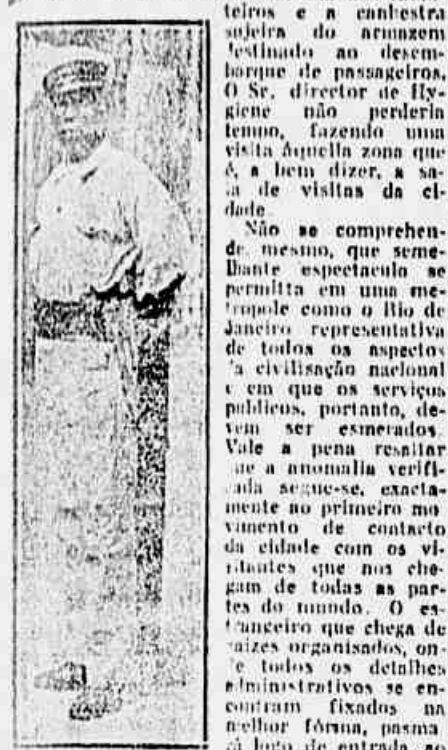 teiros e a canhestra
sujeira do armazem
destinado ao desem-
barque de passageiros.
O Sr. director de Hy-
giene não perderia
tempo, fazendo uma
visita áquella zona que
é, a bem dizer, a sa-
la de visitas da ci-
dade.
Não se comprehen-
de, mesmo, que seme-
lhante espectaculo se
permitta em uma me-
tropole como o Rio de
Janeiro representativa
de todos os aspectos
da civilisação nacional
e em que os serviços
publicos, portanto, de-
vem ser esmerados.
Vale a pena resaltar
que a anomalia verifi-
cada segue-se, exacta-
mente ao primeiro mo-
vimento de contacto
da cidade com os vi-
sitantes que nos che-
gam de todas as par-
tes do mundo. O es-
trangeiro que chega de
paizes organisados, on-
de todos os detalhes
administrativos se en-
contram fixados na
melhor fórma, pasma
de entrada